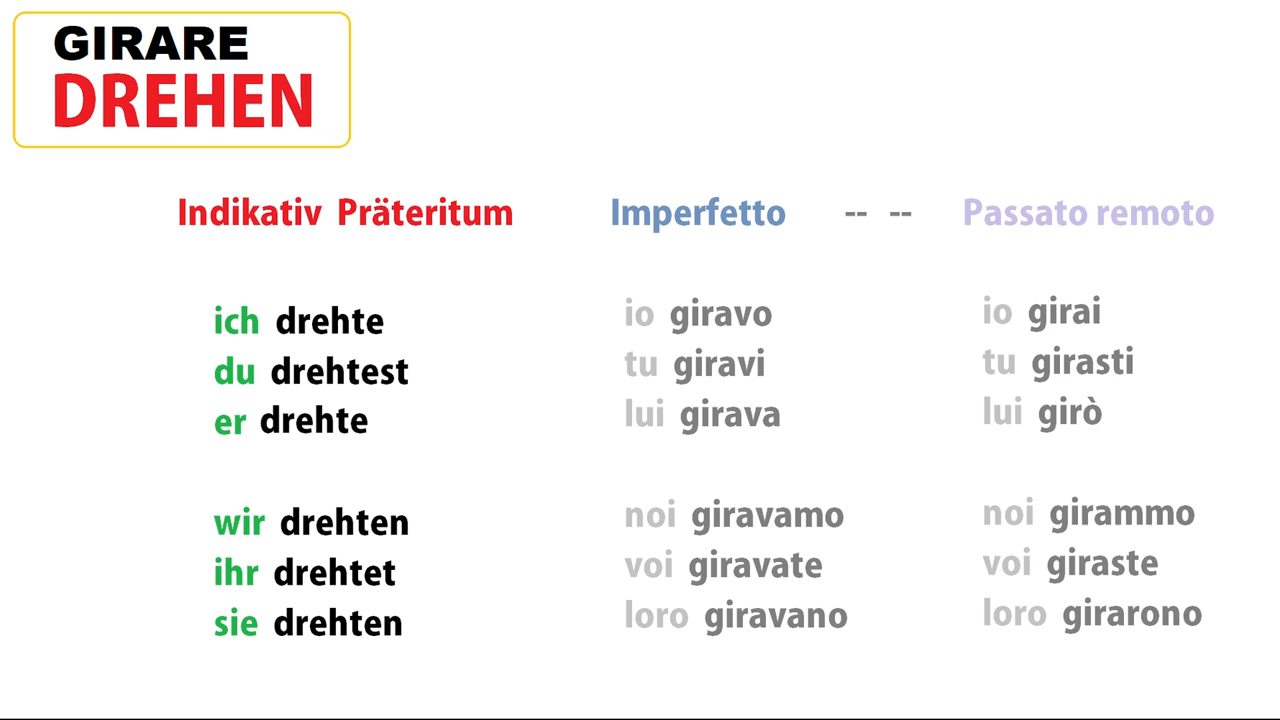 GIRARE
DREHEN
Indikativ Präteritum
ich drehte
du drehtest
er drehte
wir drehten
ihr drehtet
sie drehten
Imperfetto -- -- Passato remoto
io giravo
tu giravi
lui girava
noi giravamo
voi giravate
loro giravano
io girai
tu girasti
lui girò
noi girammo
voi giraste
loro girarono